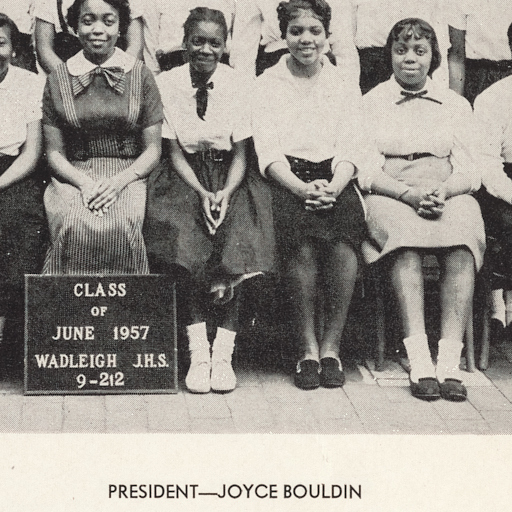 CLASS
OF
JUNE 1957
WADLEIGH J.H.S.
9-212
PRESIDENT—JOYCE BOULDIN